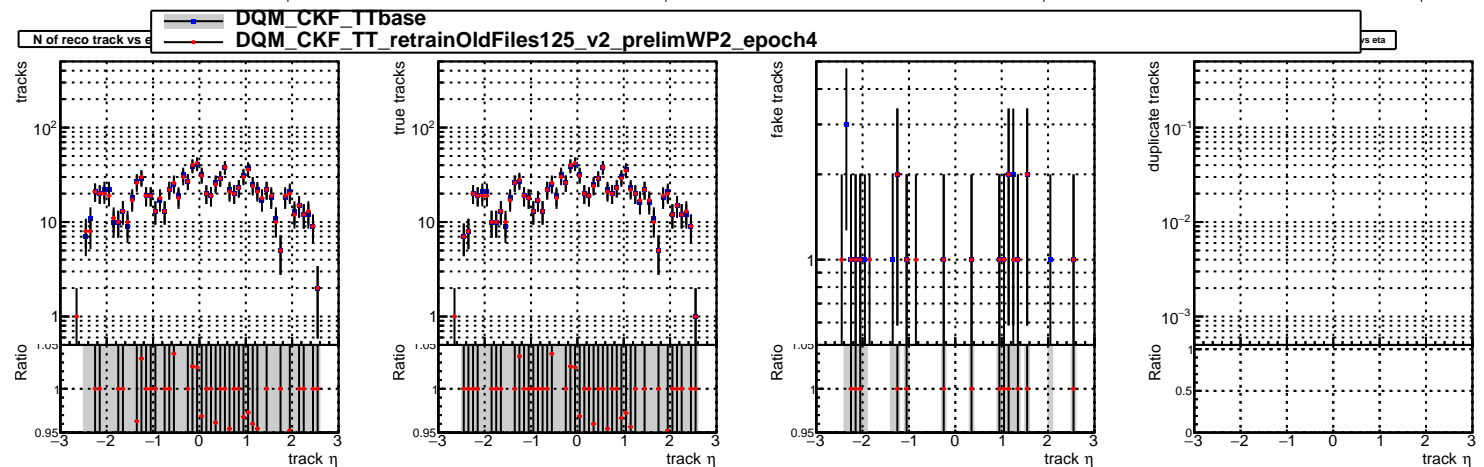 DQM_CKF_TTbase
DQM_CKF_TT_retrainOldFiles125_v2_prelimWP2_epoch4
N of reco track vs e
vs eta
tracks
10²
10
1
1.05
Ratio
1
0.95
−3 −2 −1 0 1 2 3
track η
true tracks
10²
10
1
1.05
Ratio
1
0.95
−3 −2 −1 0 1 2 3
track η
fake tracks
1
1.05
Ratio
1
0.95
−3 −2 −1 0 1 2 3
track η
duplicate tracks
10⁻¹
10⁻²
10⁻³
Ratio
1
0.5
0
−3 −2 −1 0 1 2 3
track η